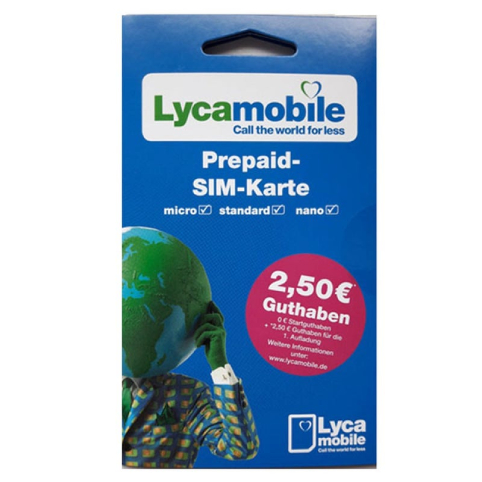 Lycamobile
Call the world for less
Prepaid-
SIM-Karte
micro standard nano
2,50€*
Guthaben
0 € Startguthaben
+ *2,50 € Guthaben für die
1. Aufladung
Weitere Informationen
unter:
www.lycamobile.de
Lyca
mobile
Call the world for less